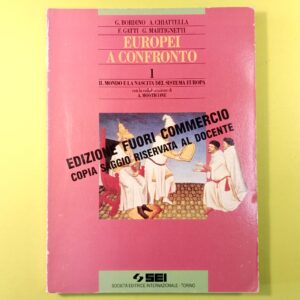 G. BORDINO A. CHIATTELLA
F. GATTI G. MARTIGNETTI
EUROPEI
A CONFRONTO
1
IL MONDO E LA NASCITA DEL SISTEMA EUROPA
A. MONTICONE
EDIZIONE FUORI COMMERCIO
COPIA SAGGIO RISERVATA AL DOCENTE
SEI
SOCIETÀ EDITRICE INTERNAZIONALE - TORINO